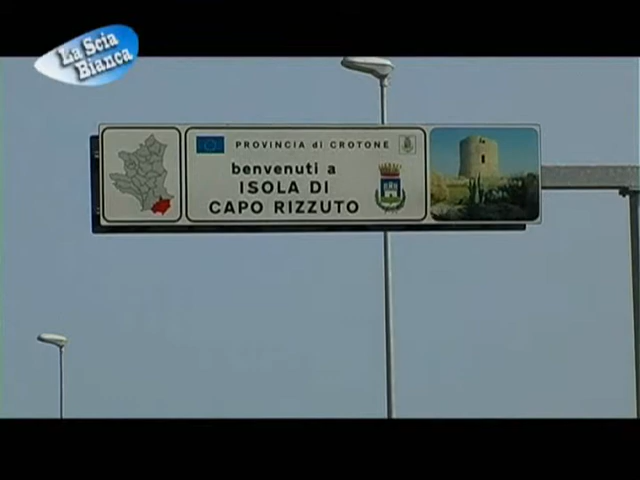 La Scia
Bianca
PROVINCIA di CROTONE
benvenuti a
ISOLA DI
CAPO RIZZUTO